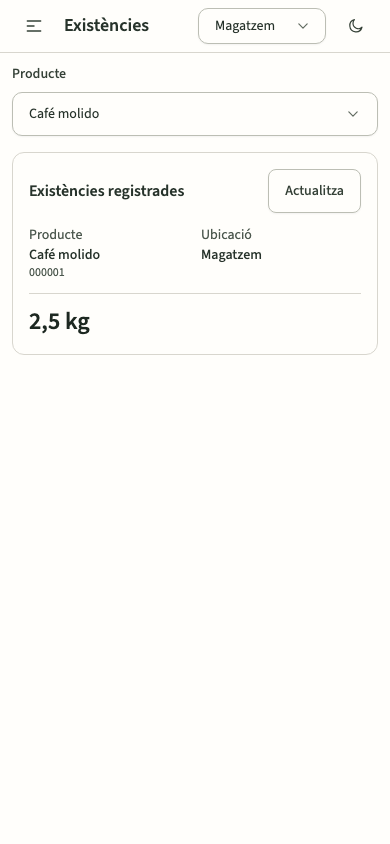 Existències
Magatzem
Producte
Café molido
Existències registrades
Actualitza
Producte
Ubicació
Café molido
Magatzem
000001
2,5 kg